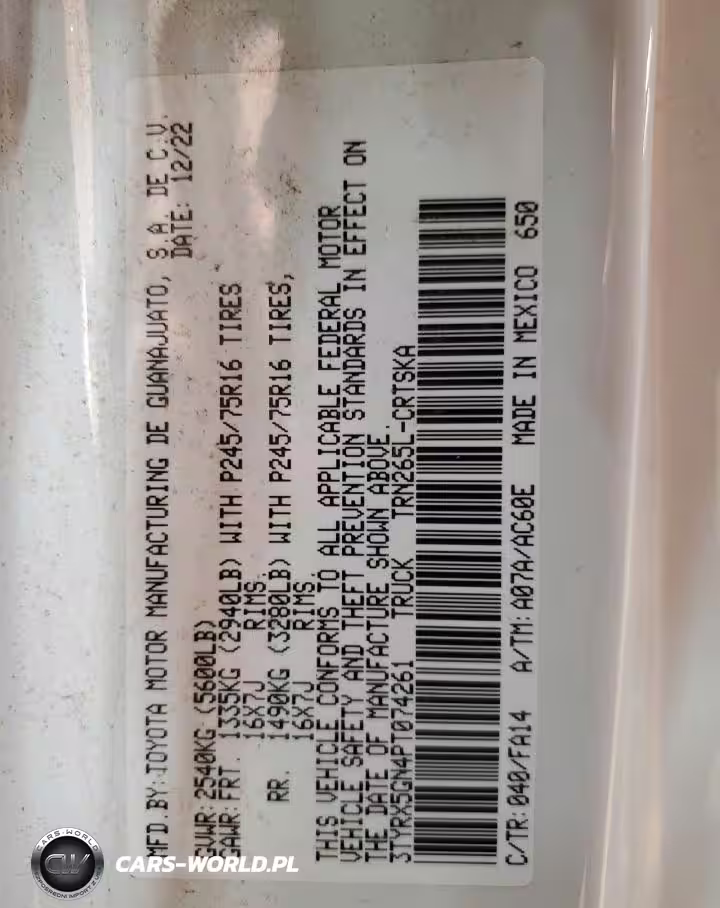 MFD.BY:TOYOTA MOTOR MANUFACTURING DE GUANAJUATO, S.A. DE C.V.
DATE: 12/22
GVWR: 2540KG (5600LB)
GAWR: FRT. 1335KG (2940LB) WITH P245/75R16 TIRES
16X7J RIMS.
RR. 1490KG (3280LB) WITH P245/75R16 TIRES,
16X7J RIMS
THIS VEHICLE CONFORMS TO ALL APPLICABLE FEDERAL MOTOR
VEHICLE SAFETY AND THEFT PREVENTION STANDARDS IN EFFECT ON
THE DATE OF MANUFACTURE SHOWN ABOVE.
3TYRX5GN4PT074261 TRUCK TRN265L-CRTSKA
C/TR: 040/FA14 A/TM: A07A/AC60E MADE IN MEXICO 650
CARS-WORLD
CW
CARS-WORLD.PL